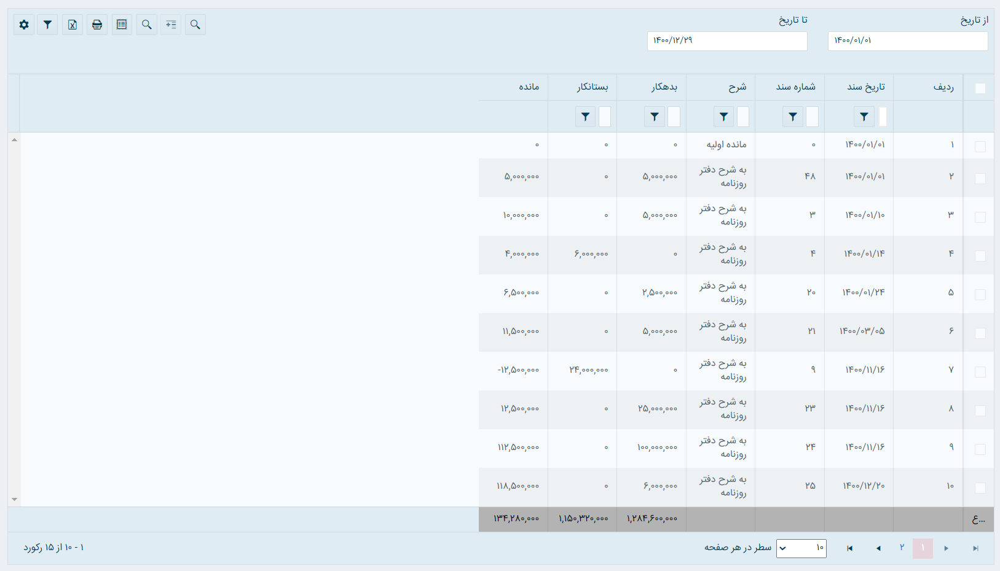 از تاریخ
تا تاریخ
۱۴۰۰/۰۱/۰۱
۱۴۰۰/۱۲/۲۹
ردیف تاریخ سند شماره سند شرح بدهکار بستانکار مانده
۱ ۱۴۰۰/۰۱/۰۱ ۰ مانده اولیه ۰ ۰ ۰
۲ ۱۴۰۰/۰۱/۰۱ ۴۸ به شرح دفتر روزنامه ۵,۰۰۰,۰۰۰ ۰ ۵,۰۰۰,۰۰۰
۳ ۱۴۰۰/۰۱/۱۰ ۳ به شرح دفتر روزنامه ۵,۰۰۰,۰۰۰ ۰ ۱۰,۰۰۰,۰۰۰
۴ ۱۴۰۰/۰۱/۱۴ ۴ به شرح دفتر روزنامه ۰ ۶,۰۰۰,۰۰۰ ۴,۰۰۰,۰۰۰
۵ ۱۴۰۰/۰۱/۲۴ ۲۰ به شرح دفتر روزنامه ۲,۵۰۰,۰۰۰ ۰ ۶,۵۰۰,۰۰۰
۶ ۱۴۰۰/۰۳/۰۵ ۲۱ به شرح دفتر روزنامه ۵,۰۰۰,۰۰۰ ۰ ۱۱,۵۰۰,۰۰۰
۷ ۱۴۰۰/۱۱/۱۶ ۹ به شرح دفتر روزنامه ۰ ۲۴,۰۰۰,۰۰۰ -۱۲,۵۰۰,۰۰۰
۸ ۱۴۰۰/۱۱/۱۶ ۲۳ به شرح دفتر روزنامه ۲۵,۰۰۰,۰۰۰ ۰ ۱۲,۵۰۰,۰۰۰
۹ ۱۴۰۰/۱۱/۱۶ ۲۴ به شرح دفتر روزنامه ۱۰۰,۰۰۰,۰۰۰ ۰ ۱۱۲,۵۰۰,۰۰۰
۱۰ ۱۴۰۰/۱۲/۲۰ ۲۵ به شرح دفتر روزنامه ۶,۰۰۰,۰۰۰ ۰ ۱۱۸,۵۰۰,۰۰۰
...ع ۱,۲۸۴,۶۰۰,۰۰۰ ۱,۱۵۰,۳۲۰,۰۰۰ ۱۳۴,۲۸۰,۰۰۰
۱ ۲ ۱۰ سطر در هر صفحه ۱ - ۱۰ از ۱۵ رکورد